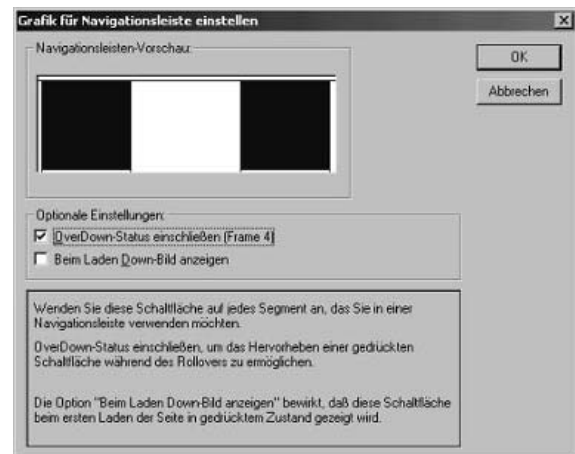 Grafik für Navigationsleiste einstellen
Navigationsleisten-Vorschau:
OK
Abbrechen
Optionale Einstellungen:
OverDown-Status einschließen (Frame 4)
Beim Laden Down-Bild anzeigen
Wenden Sie diese Schaltfläche auf jedes Segment an, das Sie in einer
Navigationsleiste verwenden möchten.
OverDown-Status einschließen, um das Hervorheben einer gedrückten
Schaltfläche während des Rollovers zu ermöglichen.
Die Option "Beim Laden Down-Bild anzeigen" bewirkt, daß diese Schaltfläche
beim ersten Laden der Seite in gedrücktem Zustand gezeigt wird.